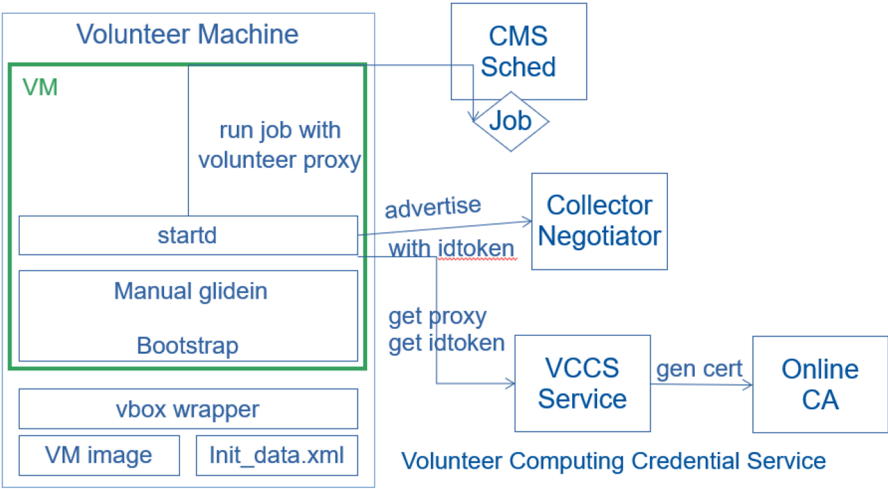 Volunteer Machine
VM
run job with
volunteer proxy
startd
Manual glidein
Bootstrap
vbox wrapper
VM image
Init_data.xml
CMS
Sched
Job
advertise
with idtoken
Collector
Negotiator
get proxy
get idtoken
VCCS
Service
gen cert
Online
CA
Volunteer Computing Credential Service